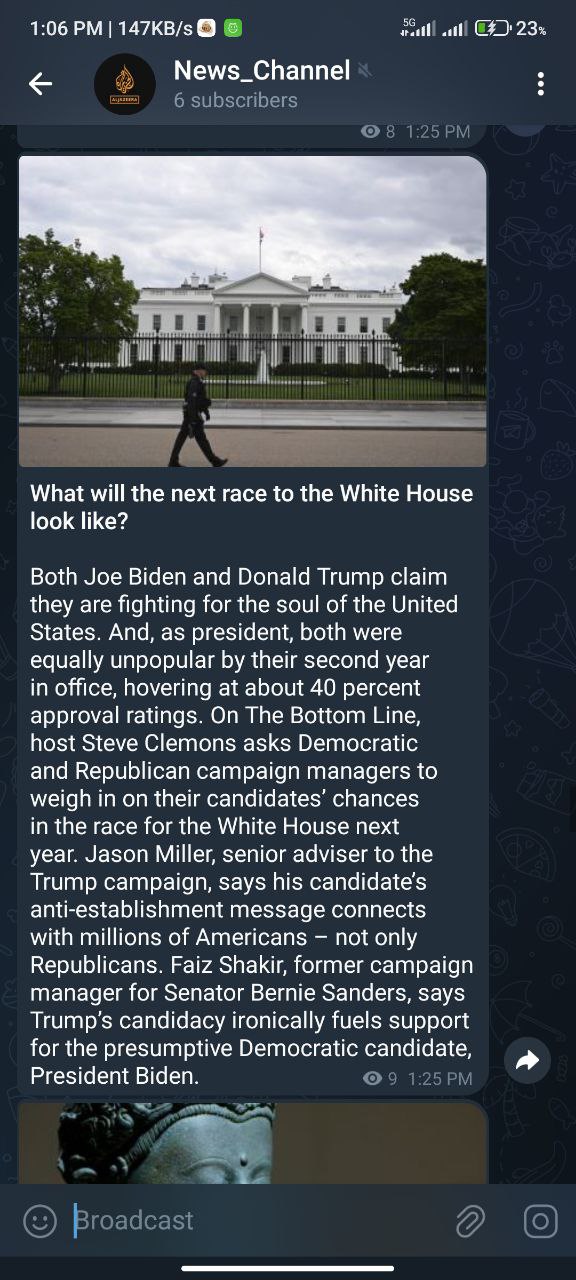 1:06 PM | 147KB/s
5G
23%
News_Channel
ALJAZEERA
6 subscribers
8 1:25 PM
What will the next race to the White House
look like?
Both Joe Biden and Donald Trump claim
they are fighting for the soul of the United
States. And, as president, both were
equally unpopular by their second year
in office, hovering at about 40 percent
approval ratings. On The Bottom Line,
host Steve Clemons asks Democratic
and Republican campaign managers to
weigh in on their candidates’ chances
in the race for the White House next
year. Jason Miller, senior adviser to the
Trump campaign, says his candidate’s
anti-establishment message connects
with millions of Americans – not only
Republicans. Faiz Shakir, former campaign
manager for Senator Bernie Sanders, says
Trump’s candidacy ironically fuels support
for the presumptive Democratic candidate,
President Biden.
9 1:25 PM
Broadcast